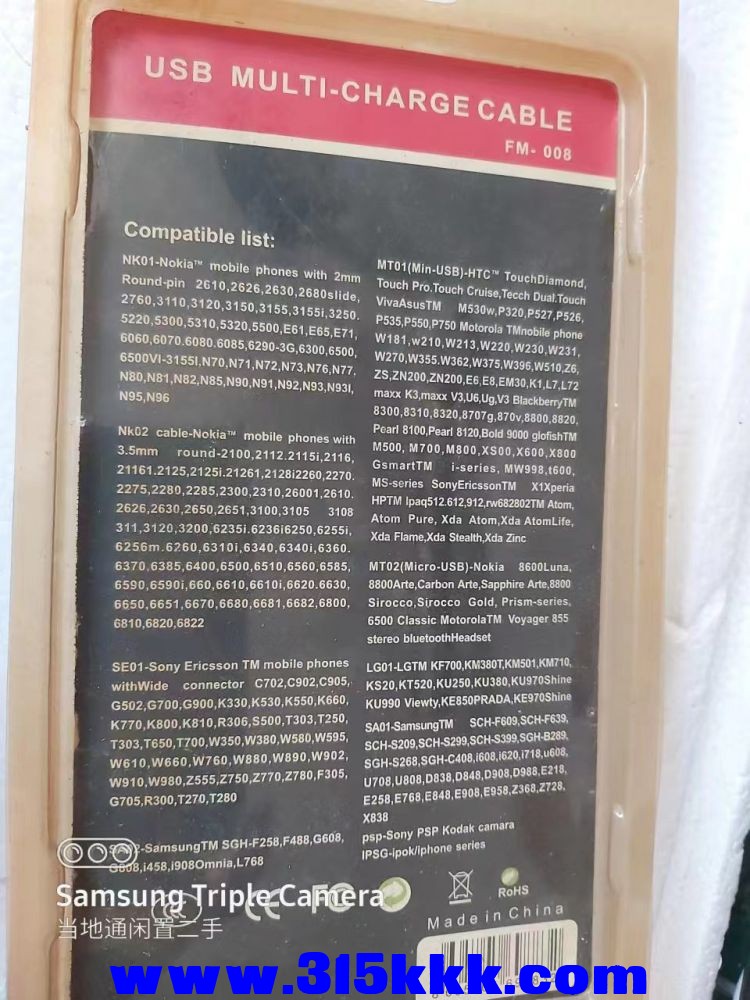 USB MULTI-CHARGE CABLE
FM- 008
Compatible list:
NK01-Nokia™ mobile phones with 2mm
Round-pin 2610,2626,2630,2680slide,
2760,3110,3120,3150,3155,3155i,3250.
5220,5300,5310,5320,5500,E61,E65,E71,
6060,6070.6080.6085,6290-3G,6300,6500,
6500VI-3155I,N70,N71,N72,N73,N76,N77,
N80,N81,N82,N85,N90,N91,N92,N93,N93I,
N95,N96
Nk02 cable-Nokia™ mobile phones with
3.5mm round-2100,2112.2115i,2116,
21161.2125,2125i.21261,2128i2260,2270.
2275,2280,2285,2300,2310,26001,2610.
2626,2630,2650,2651,3100,3105 3108
311,3120,3200,6235i.6236i6250,6255i,
6256m.6260,6310i,6340,6340i,6360.
6370,6385,6400,6500,6510,6560,6585,
6590,6590i,660,6610,6610i,6620.6630,
6650,6651,6670,6680,6681,6682,6800,
6810,6820,6822
SE01-Sony Ericsson TM mobile phones
withWide connector C702,C902,C905,
G502,G700,G900,K330,K530,K550,K660,
K770,K800,K810,R306,S500,T303,T250,
T303,T650,T700,W350,W380,W580,W595,
W610,W660,W760,W880,W890,W902,
W910,W980,Z555,Z750,Z770,Z780,F305,
G705,R300,T270,T280
SA02-SamsungTM SGH-F258,F488,G608,
G808,i458,i908Omnia,L768
MT01(Min-USB)-HTC™ TouchDiamond,
Touch Pro.Touch Cruise,Tecch Dual.Touch
VivaAsusTM M530w,P320,P527,P526,
P535,P550,P750 Motorola TMnobile phone
W181,w210,W213,W220,W230,W231,
W270,W355.W362,W375,W396,W510,Z6,
ZS,ZN200,ZN200,E6,E8,EM30,K1,L7,L72
maxx K3,maxx V3,U6,Ug,V3 BlackberryTM
8300,8310,8320,8707g,870v,8800,8820,
Pearl 8100,Pearl 8120,Bold 9000 glofishTM
M500, M700,M800,XS00,X600,X800
GsmartTM i-series, MW998,t600,
MS-series SonyEricssonTM X1Xperia
HPTM Ipaq512.612,912,rw682802TM Atom,
Atom Pure, Xda Atom,Xda AtomLife,
Xda Flame,Xda Stealth,Xda Zinc
MT02(Micro-USB)-Nokia 8600Luna,
8800Arte,Carbon Arte,Sapphire Arte,8800
Sirocco,Sirocco Gold, Prism-series,
6500 Classic MotorolaTM Voyager 855
stereo bluetoothHeadset
LG01-LGTM KF700,KM380T,KM501,KM710,
KS20,KT520,KU250,KU380,KU970Shine
KU990 Viewty,KE850PRADA,KE970Shine
SA01-SamsungTM SCH-F609,SCH-F639,
SCH-S209,SCH-S299,SCH-S399,SGH-B289,
SGH-S268,SGH-C408,i608,i620,i718,u608,
U708,U808,D838,D848,D908,D988,E218,
E258,E768,E848,E908,E958,Z368,Z728,
X838
psp-Sony PSP Kodak camara
IPSG-ipok/iphone series
CE FC
RoHS
Made in China
Samsung Triple Camera
当地通闲置二手
www.315kkk.com